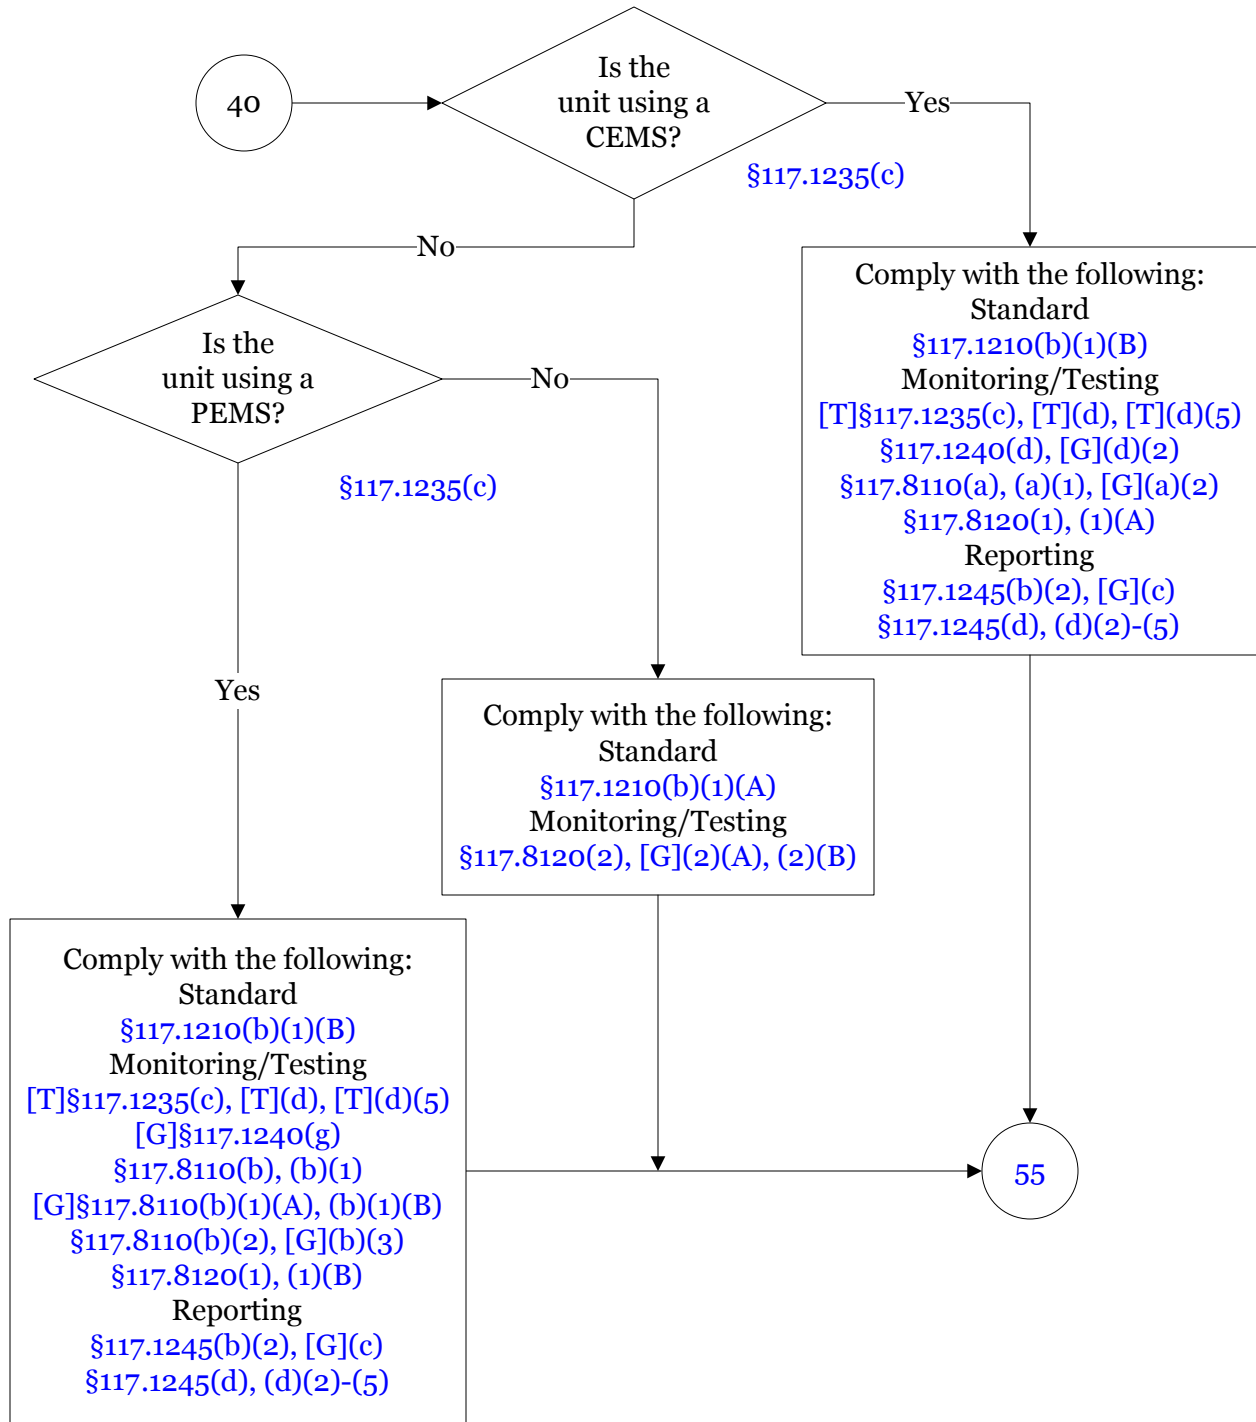 40
Is the
unit using a
CEMS?
Yes
§117.1235(c)
No
Is the
unit using a
PEMS?
No
§117.1235(c)
Yes
Comply with the following:
Standard
§117.1210(b)(1)(B)
Monitoring/Testing
[T]§117.1235(c), [T](d), [T](d)(5)
§117.1240(d), [G](d)(2)
§117.8110(a), (a)(1), [G](a)(2)
§117.8120(1), (1)(A)
Reporting
§117.1245(b)(2), [G](c)
§117.1245(d), (d)(2)-(5)
Comply with the following:
Standard
§117.1210(b)(1)(A)
Monitoring/Testing
§117.8120(2), [G](2)(A), (2)(B)
Comply with the following:
Standard
§117.1210(b)(1)(B)
Monitoring/Testing
[T]§117.1235(c), [T](d), [T](d)(5)
[G]§117.1240(g)
§117.8110(b), (b)(1)
[G]§117.8110(b)(1)(A), (b)(1)(B)
§117.8110(b)(2), [G](b)(3)
§117.8120(1), (1)(B)
Reporting
§117.1245(b)(2), [G](c)
§117.1245(d), (d)(2)-(5)
55